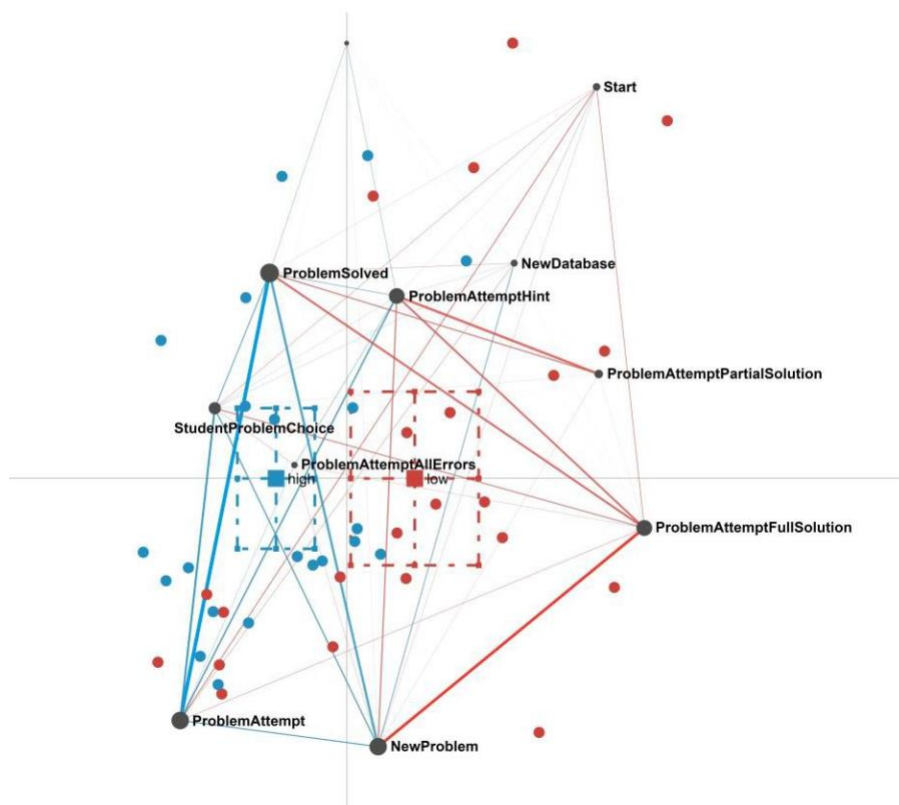 Start
NewDatabase
ProblemSolved
ProblemAttemptHint
ProblemAttemptPartialSolution
StudentProblemChoice
ProblemAttemptAllErrors
high
low
ProblemAttemptFullSolution
ProblemAttempt
NewProblem